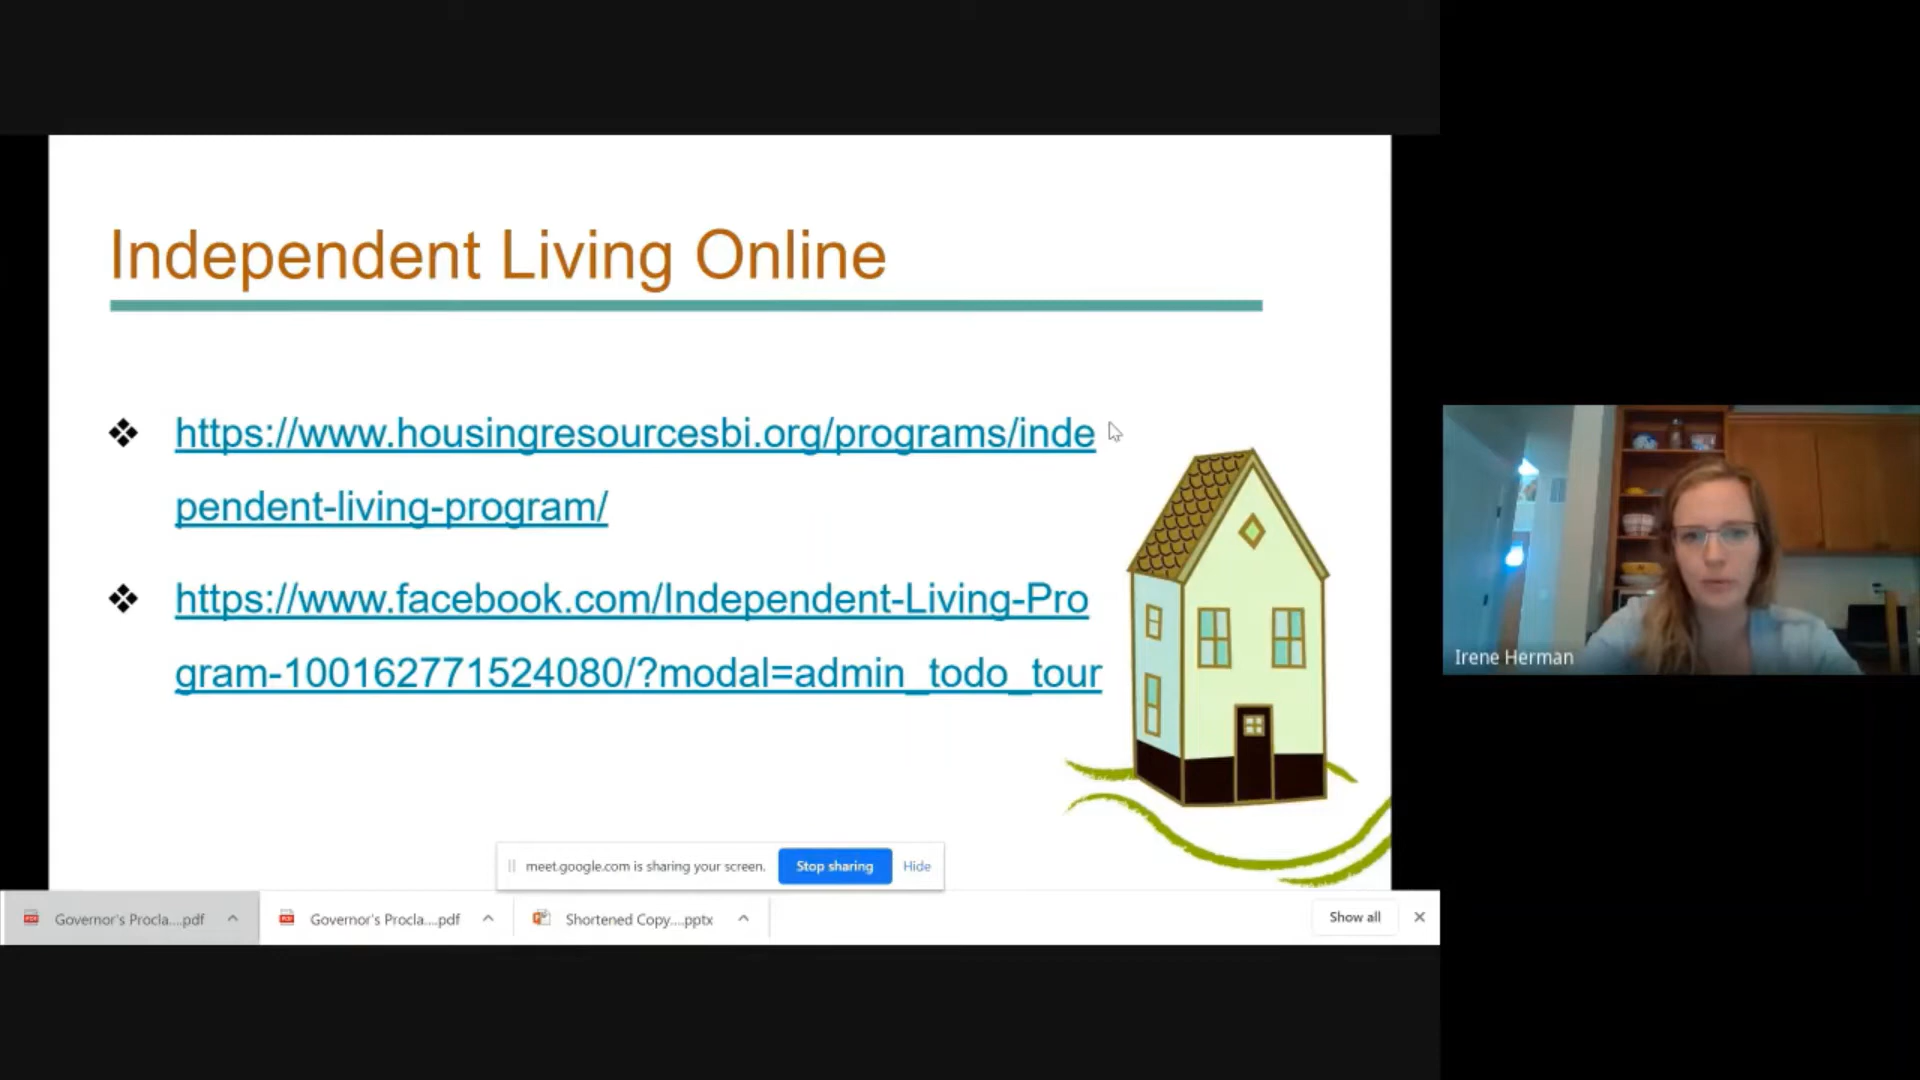 Independent Living Online
https://www.housingresourcesbi.org/programs/inde
pendent-living-program/
https://www.facebook.com/Independent-Living-Pro
gram-100162771524080/?modal=admin_todo_tour
Irene Herman
meet.google.com is sharing your screen.
Stop sharing
Hide
Governor's Procla....pdf
Governor's Procla....pdf
Shortened Copy....pptx
Show all